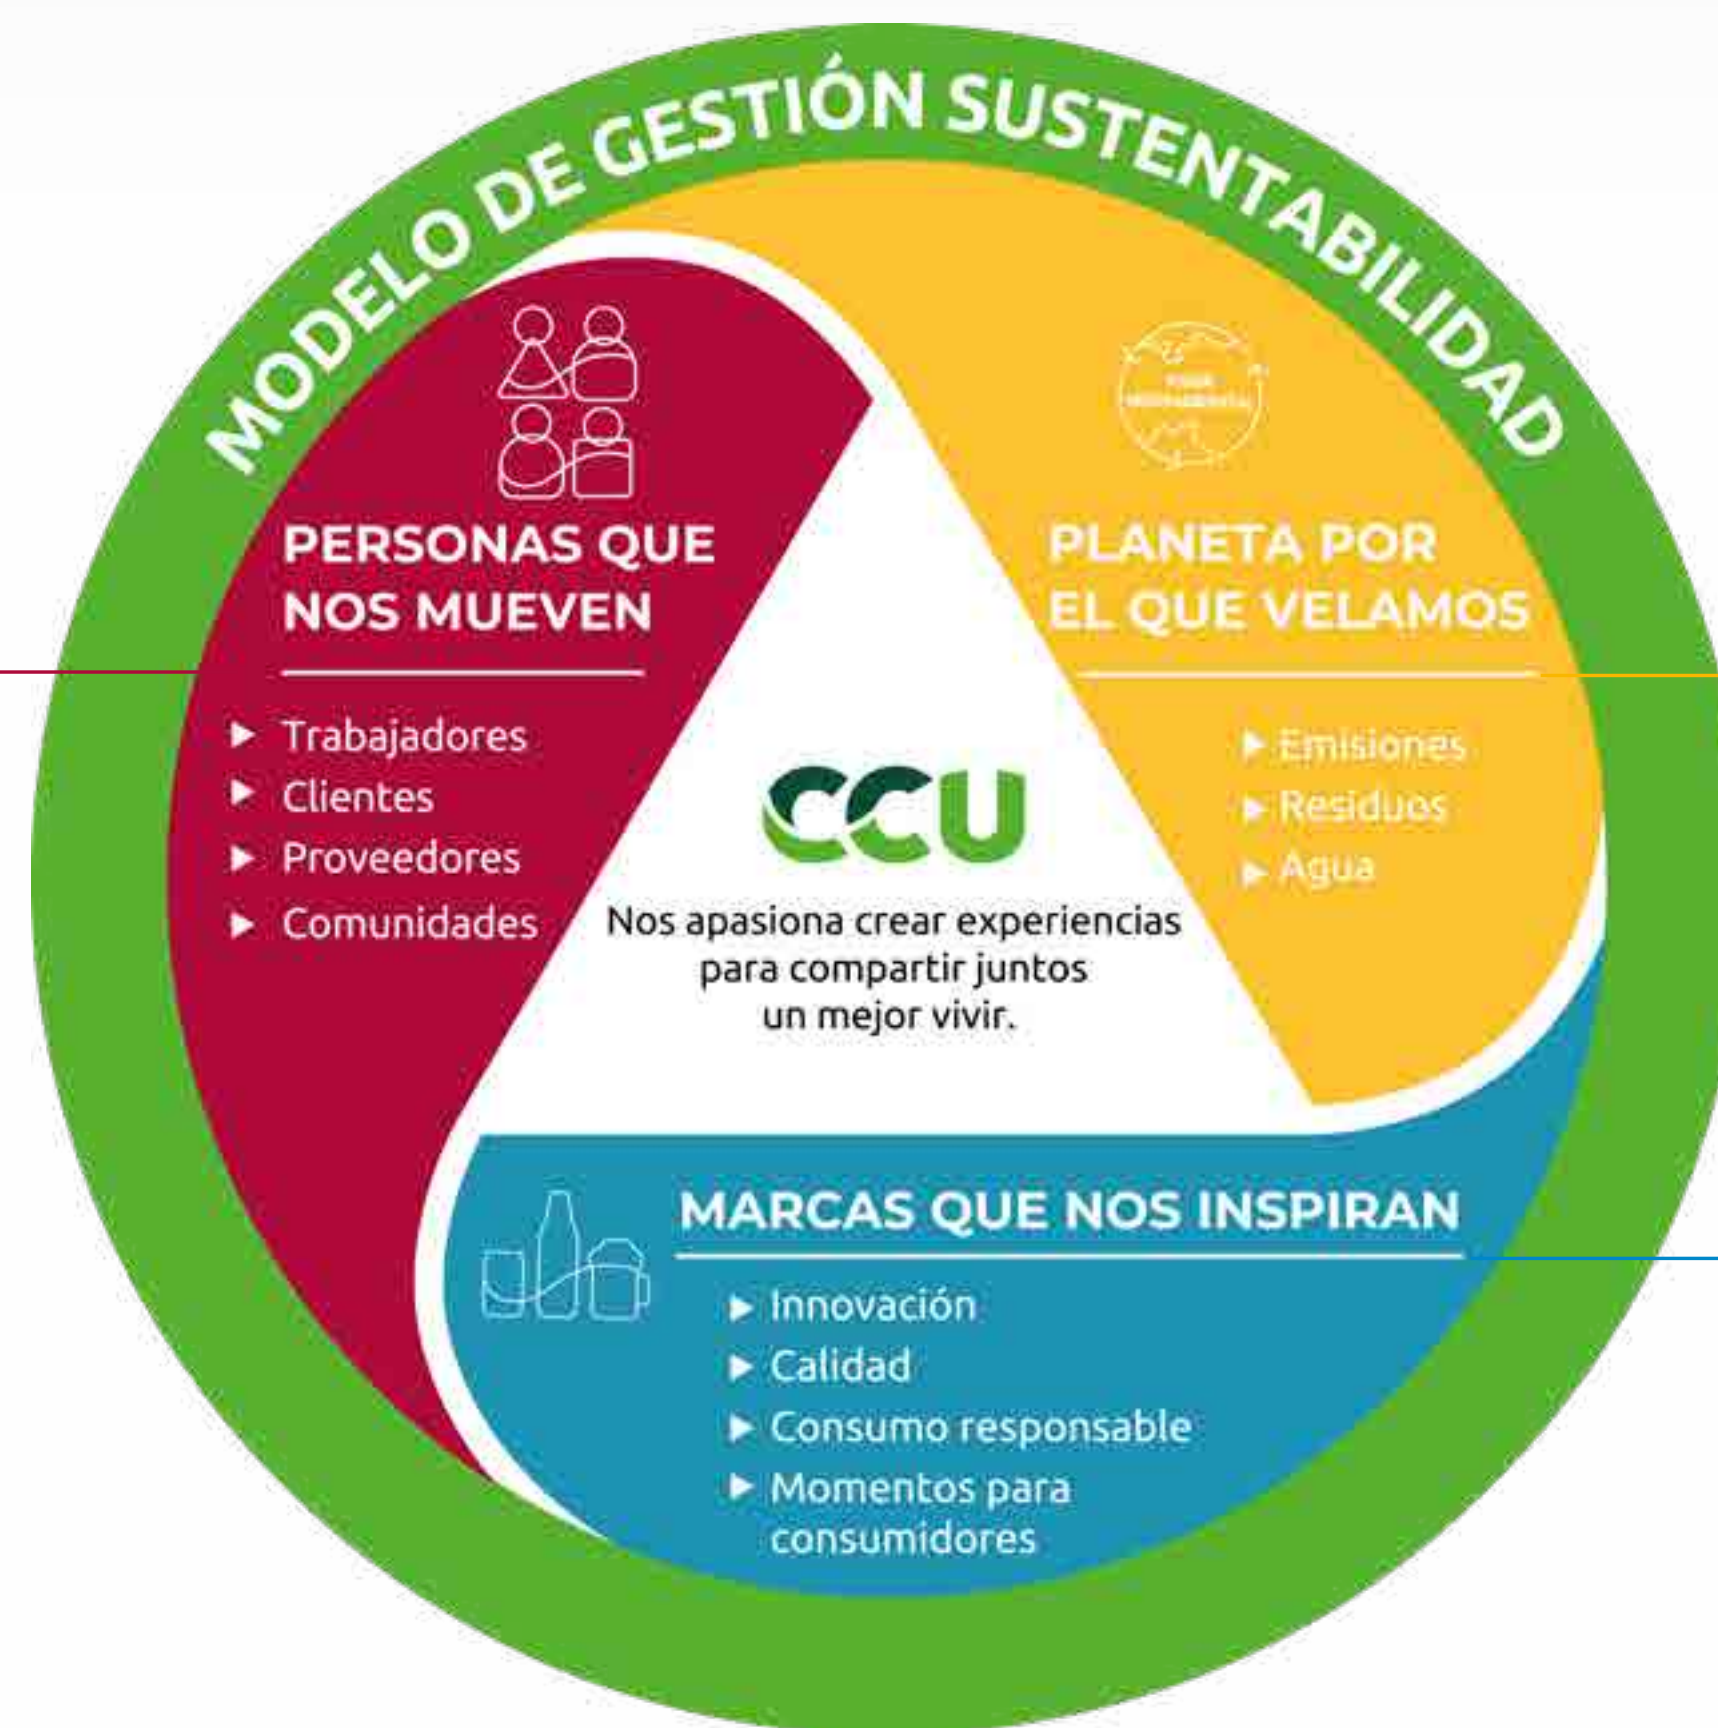 MODELO DE GESTIÓN SUSTENTABILIDAD
PERSONAS QUE
NOS MUEVEN
Trabajadores
Clientes
Proveedores
Comunidades
PLANETA POR
EL QUE VELAMOS
Emisiones
Residuos
Agua
CCU
Nos apasiona crear experiencias
para compartir juntos
un mejor vivir.
MARCAS QUE NOS INSPIRAN
Innovación
Calidad
Consumo responsable
Momentos para
consumidores